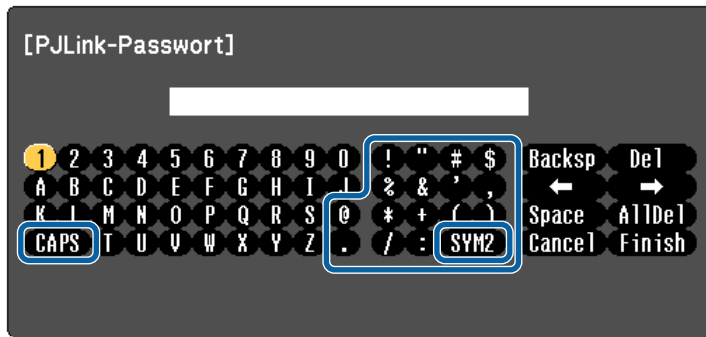 [PJLink-Passwort]
1 2 3 4 5 6 7 8 9 0 ! " # $ Backsp Del
A B C D E F G H I J % & ' , ← →
K L M N O P Q R S @ * + ( ) Space AllDel
CAPS T U V W X Y Z . / : SYM2 Cancel Finish